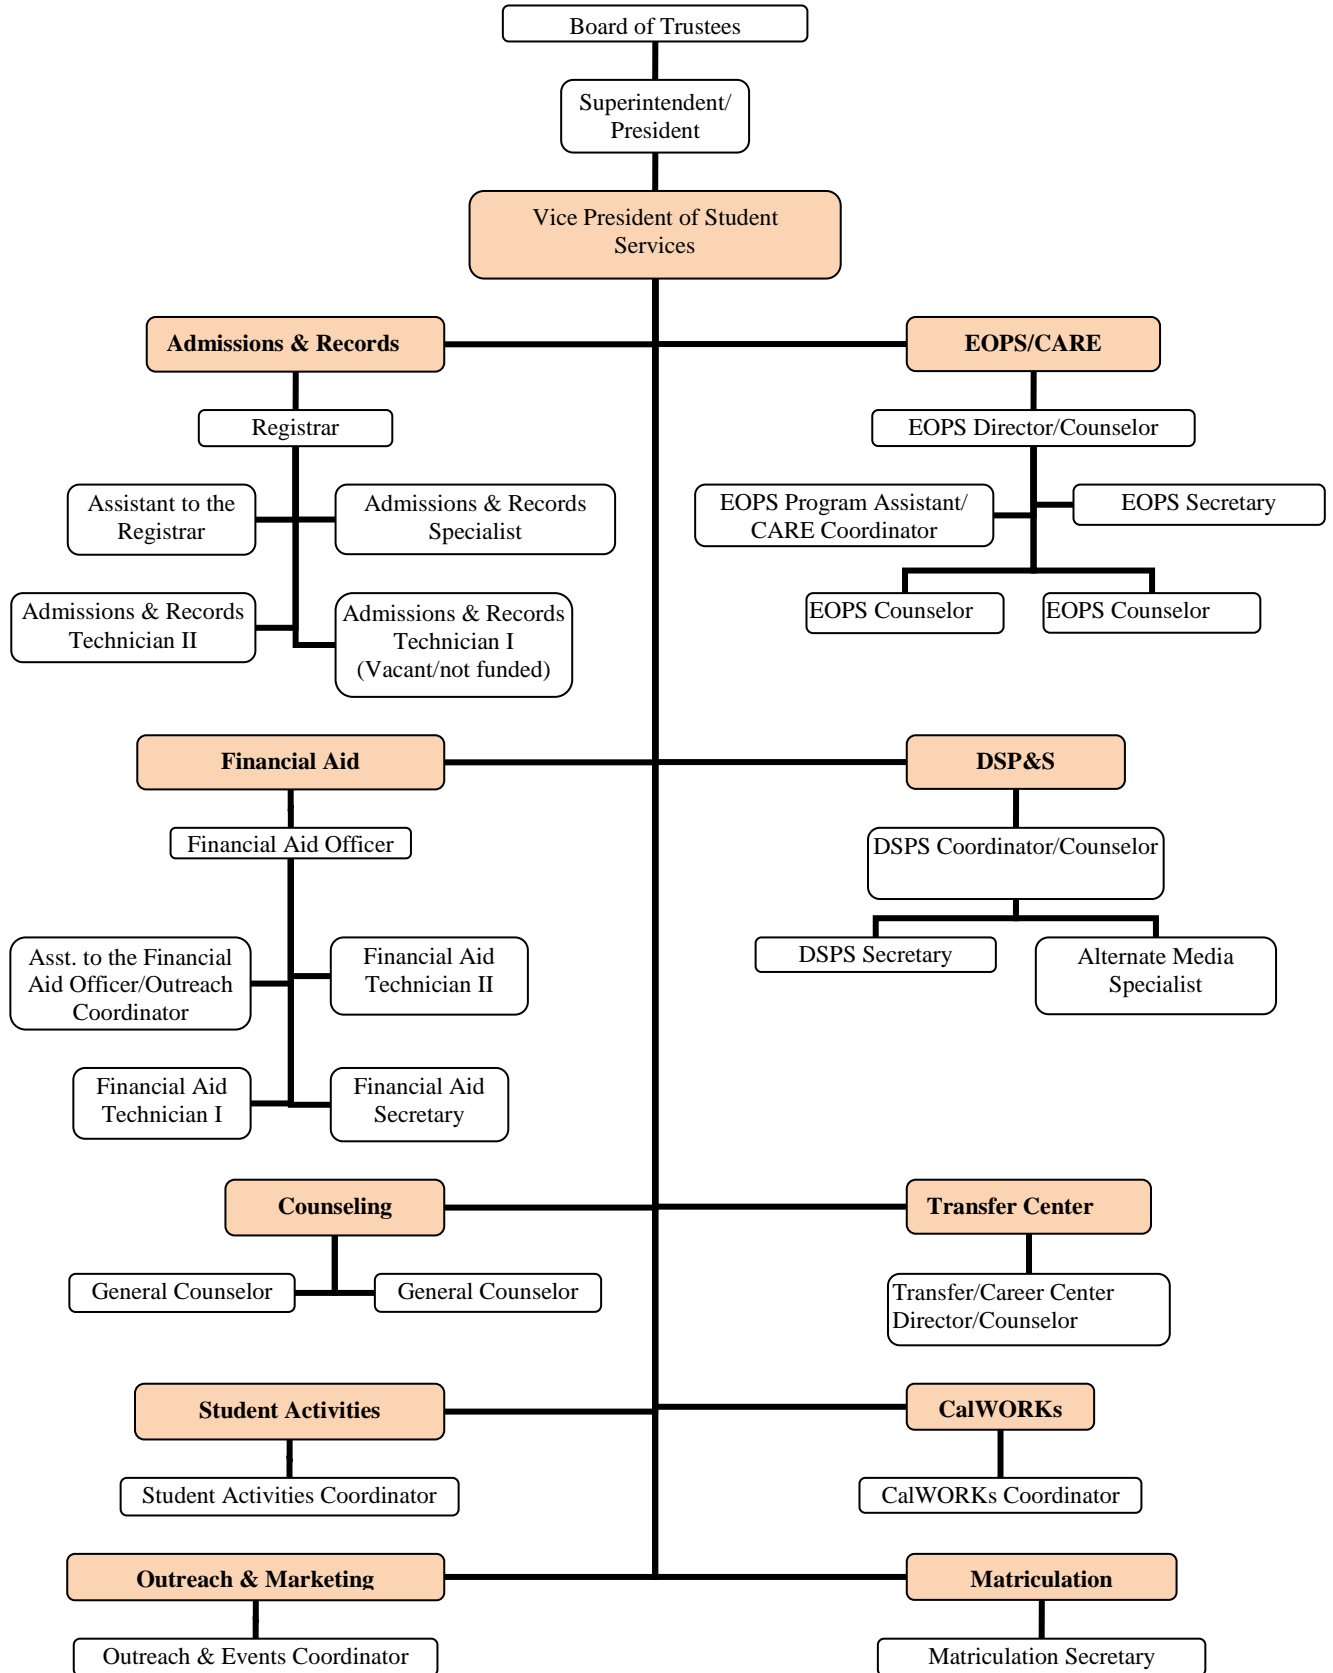 Board of Trustees
Superintendent/
President
Vice President of Student
Services
Admissions & Records
EOPS/CARE
Registrar
EOPS Director/Counselor
Assistant to the
Registrar
Admissions & Records
Specialist
EOPS Program Assistant/
CARE Coordinator
EOPS Secretary
Admissions & Records
Technician II
Admissions & Records
Technician I
(Vacant/not funded)
EOPS Counselor
EOPS Counselor
Financial Aid
DSP&S
Financial Aid Officer
DSPS Coordinator/Counselor
Asst. to the Financial
Aid Officer/Outreach
Coordinator
Financial Aid
Technician II
DSPS Secretary
Alternate Media
Specialist
Financial Aid
Technician I
Financial Aid
Secretary
Counseling
Transfer Center
General Counselor
General Counselor
Transfer/Career Center
Director/Counselor
Student Activities
CalWORKs
Student Activities Coordinator
CalWORKs Coordinator
Outreach & Marketing
Matriculation
Outreach & Events Coordinator
Matriculation Secretary